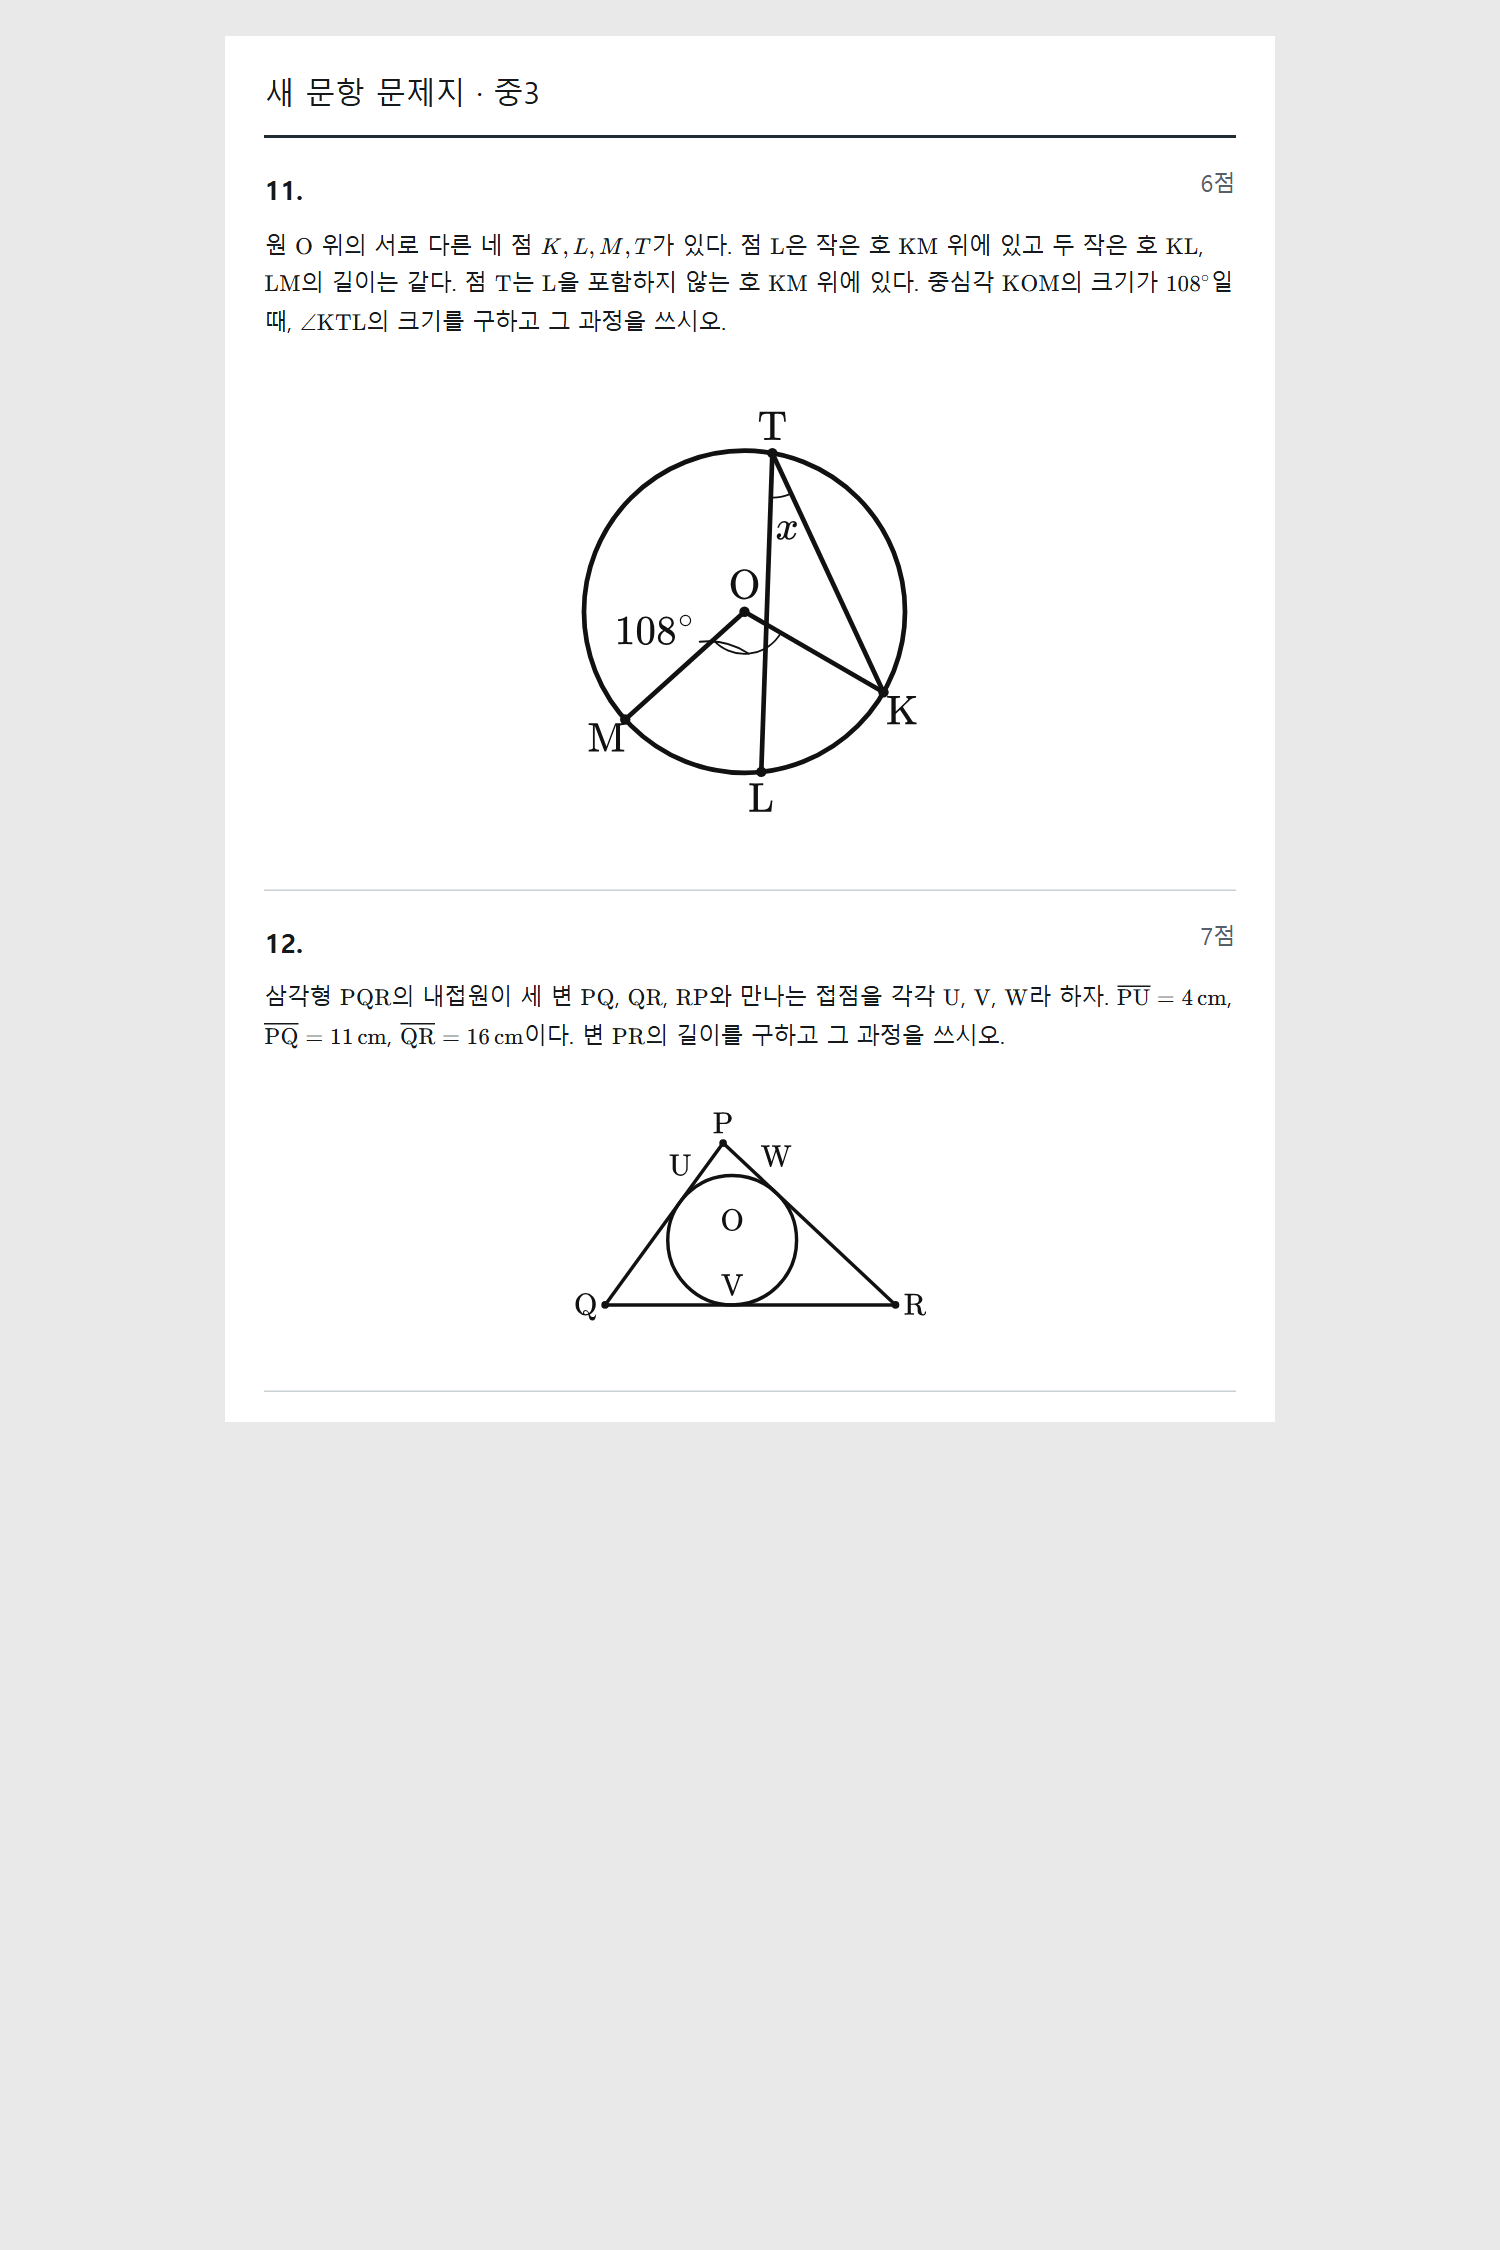 새 문항 문제지 · 중3
11.
6점
원 O 위의 서로 다른 네 점 K, L, M, T가 있다. 점 L은 작은 호 KM 위에 있고 두 작은 호 KL,
LM의 길이는 같다. 점 T는 L을 포함하지 않는 호 KM 위에 있다. 중심각 KOM의 크기가 108°일
때, ∠KTL의 크기를 구하고 그 과정을 쓰시오.
T
x
O
108°
M
K
L
12.
7점
삼각형 PQR의 내접원이 세 변 PQ, QR, RP와 만나는 접점을 각각 U, V, W라 하자. P̅U̅ = 4 cm,
P̅Q̅ = 11 cm, Q̅R̅ = 16 cm이다. 변 PR의 길이를 구하고 그 과정을 쓰시오.
P
U
W
O
V
Q
R